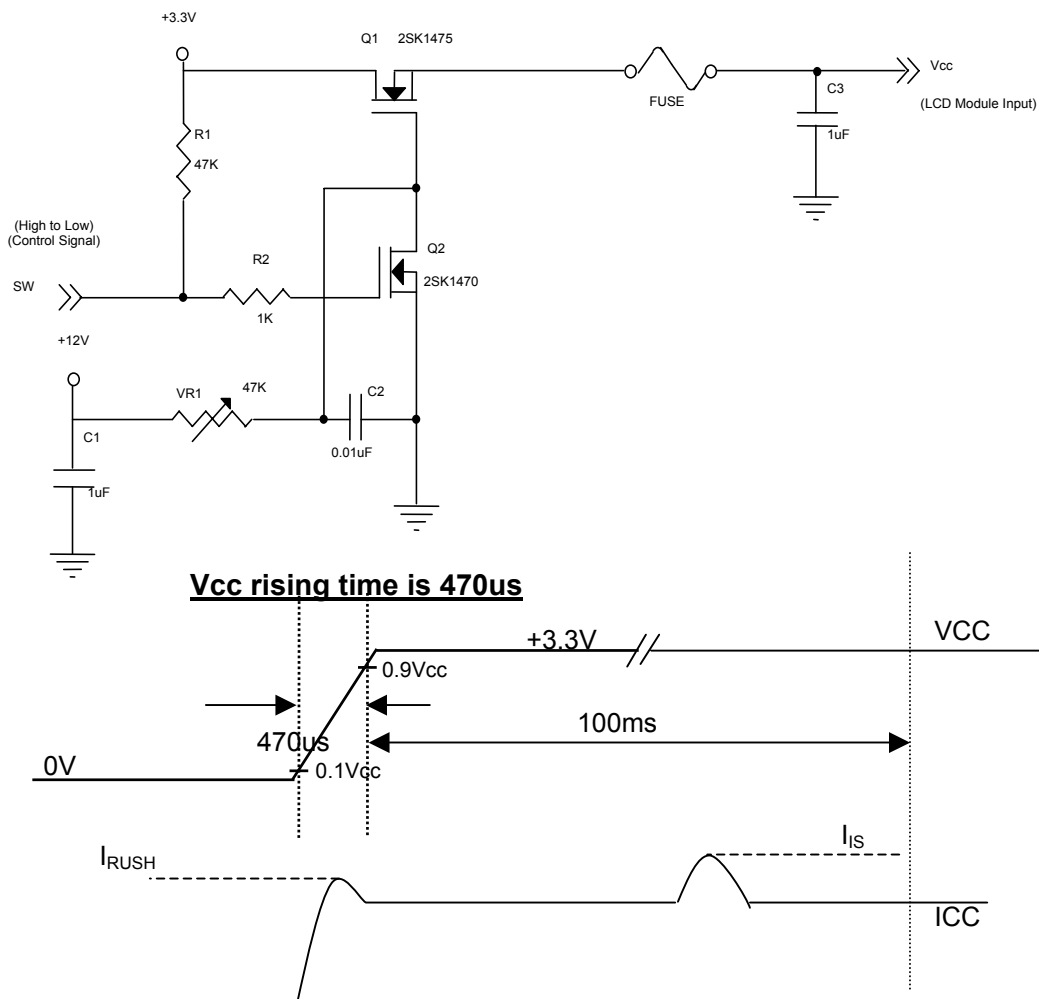 +3.3V
Q1 2SK1475
Vcc
FUSE
C3
(LCD Module Input)
R1
1uF
47K
(High to Low)
(Control Signal)
Q2
R2
SW
2SK1470
1K
+12V
VR1 47K C2
C1
0.01uF
1uF
Vcc rising time is 470us
+3.3V
VCC
0.9Vcc
100ms
470us
0V
0.1Vcc
IRUSH
IIS
ICC